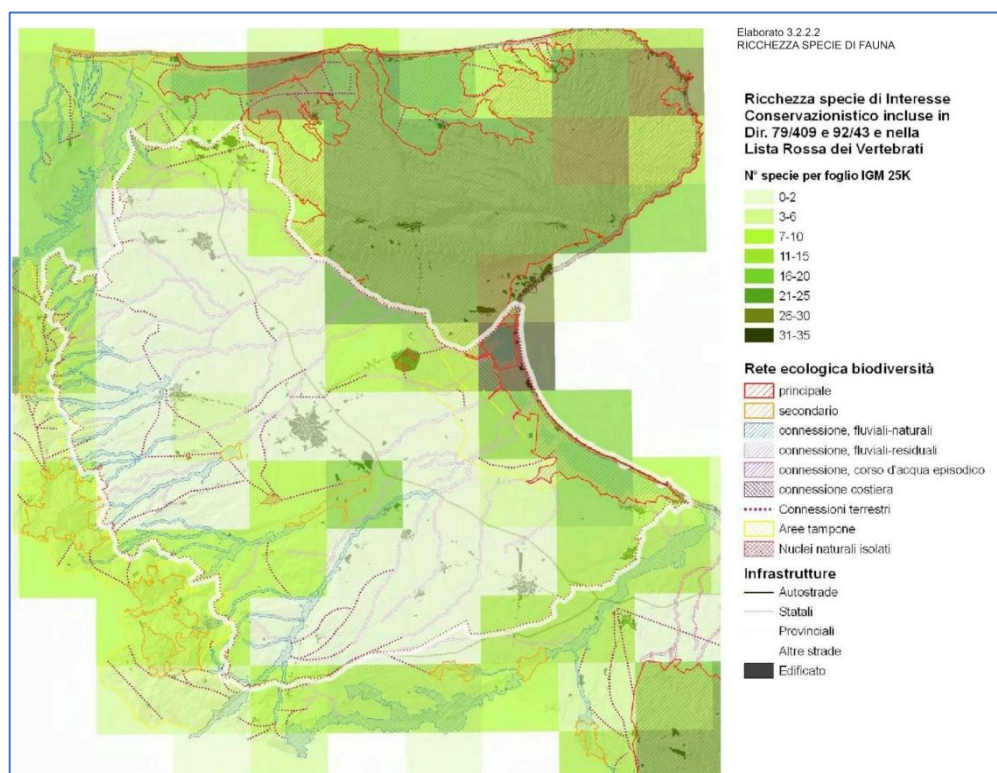 Elaborato 3.2.2.2
RICCHEZZA SPECIE DI FAUNA
Ricchezza specie di Interesse
Conservazionistico incluse in
Dir. 79/409 e 92/43 e nella
Lista Rossa dei Vertebrati
N° specie per foglio IGM 25K
0-2
3-6
7-10
11-15
16-20
21-25
26-30
31-35
Rete ecologica biodiversità
principale
secondario
connessione, fluviali-naturali
connessione, fluviali-residuali
connessione, corso d'acqua episodico
connessione costiera
Connessioni terrestri
Aree tampone
Nuclei naturali isolati
Infrastrutture
Autostrade
Statali
Provinciali
Altre strade
Edificato